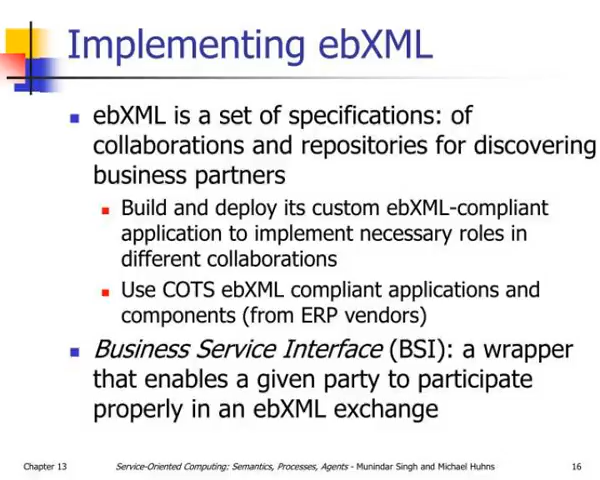 Implementing ebXML
ebXML is a set of specifications: of
collaborations and repositories for discovering
business partners
Build and deploy its custom ebXML-compliant
application to implement necessary roles in
different collaborations
Use COTS ebXML compliant applications and
components (from ERP vendors)
Business Service Interface (BSI): a wrapper
that enables a given party to participate
properly in an ebXML exchange
Chapter 13 Service-Oriented Computing: Semantics, Processes, Agents - Munindar Singh and Michael Huhns 16